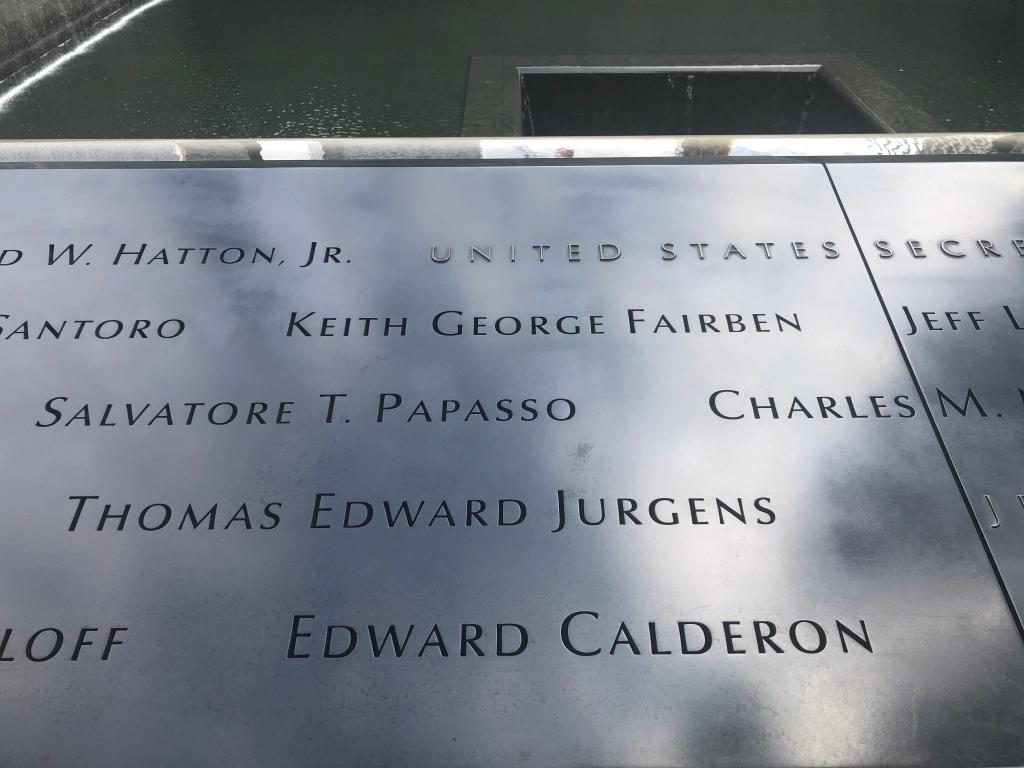 D W. HATTON, JR. UNITED STATES SECRE
SANTORO KEITH GEORGE FAIRBEN JEFF L
SALVATORE T. PAPASSO CHARLES M.
THOMAS EDWARD JURGENS J
LOFF EDWARD CALDERON